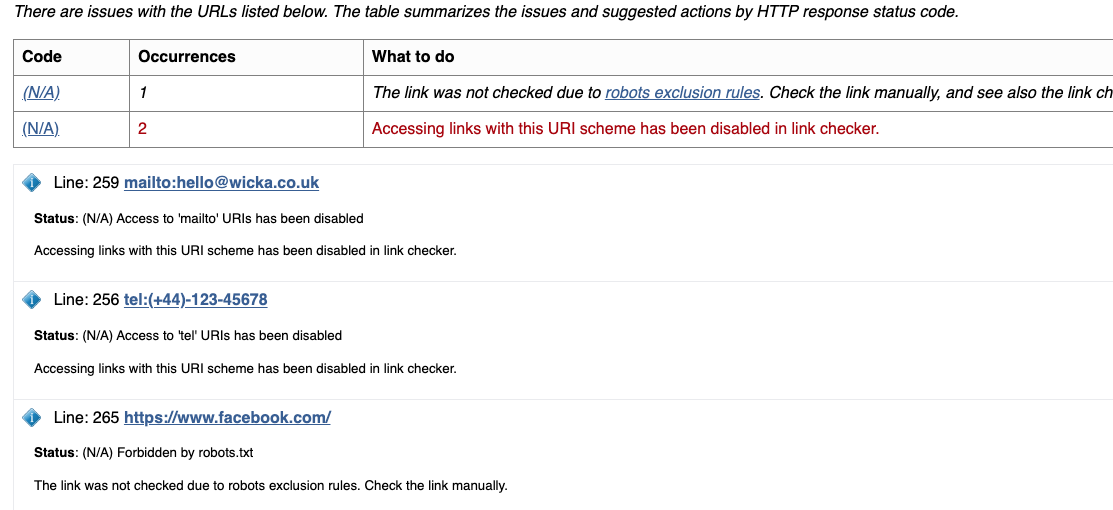 There are issues with the URLs listed below. The table summarizes the issues and suggested actions by HTTP response status code.
Code Occurrences What to do
(N/A) 1 The link was not checked due to robots exclusion rules. Check the link manually, and see also the link ch
(N/A) 2 Accessing links with this URI scheme has been disabled in link checker.
Line: 259 mailto:hello@wicka.co.uk
Status: (N/A) Access to 'mailto' URIs has been disabled
Accessing links with this URI scheme has been disabled in link checker.
Line: 256 tel:(+44)-123-45678
Status: (N/A) Access to 'tel' URIs has been disabled
Accessing links with this URI scheme has been disabled in link checker.
Line: 265 https://www.facebook.com/
Status: (N/A) Forbidden by robots.txt
The link was not checked due to robots exclusion rules. Check the link manually.